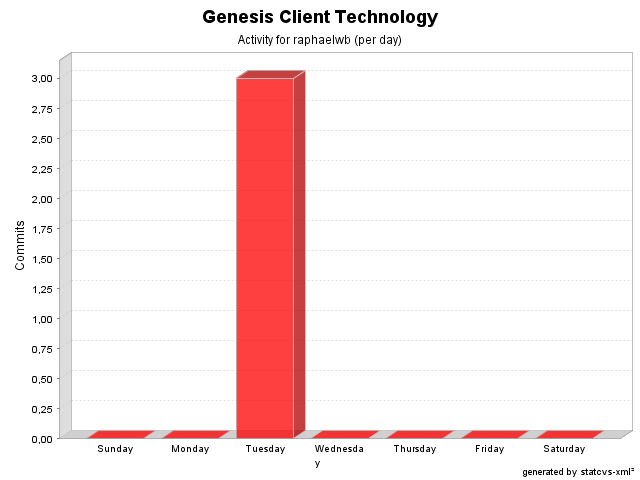 Genesis Client Technology
Activity for raphaelwb (per day)
3,00
2,75
2,50
2,25
2,00
1,75
1,50
1,25
1,00
0,75
0,50
0,25
0,00
Commits
Sunday Monday Tuesday Wednesda Thursday Friday Saturday
y
generated by statcvs-xml²